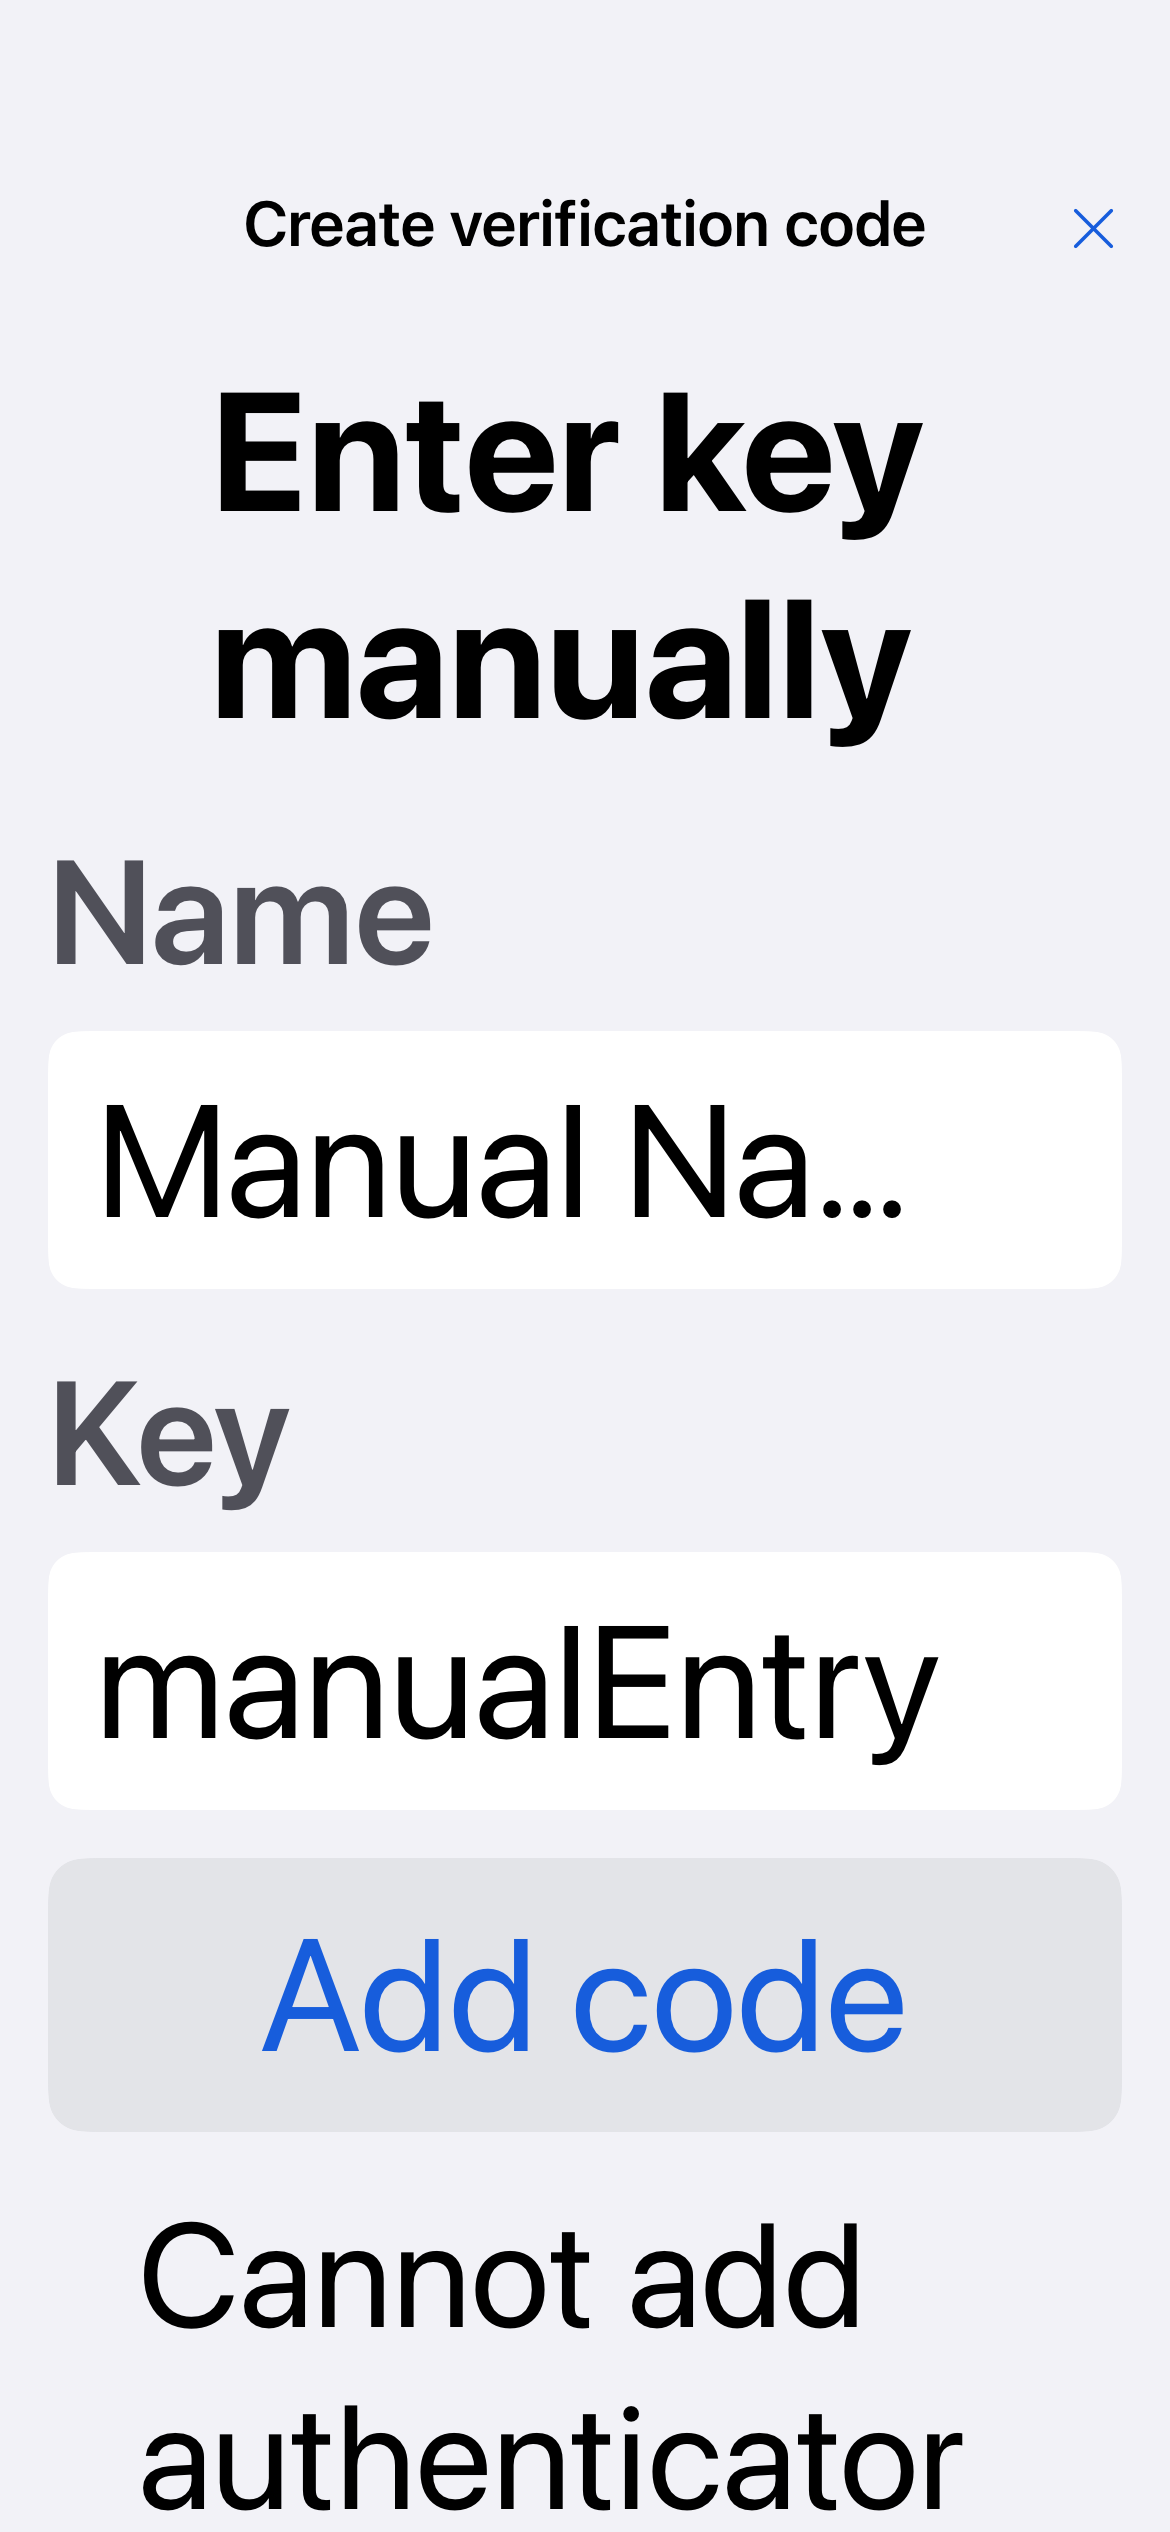 Create verification code
Enter key
manually
Name
Manual Na...
Key
manualEntry
Add code
Cannot add
authenticator